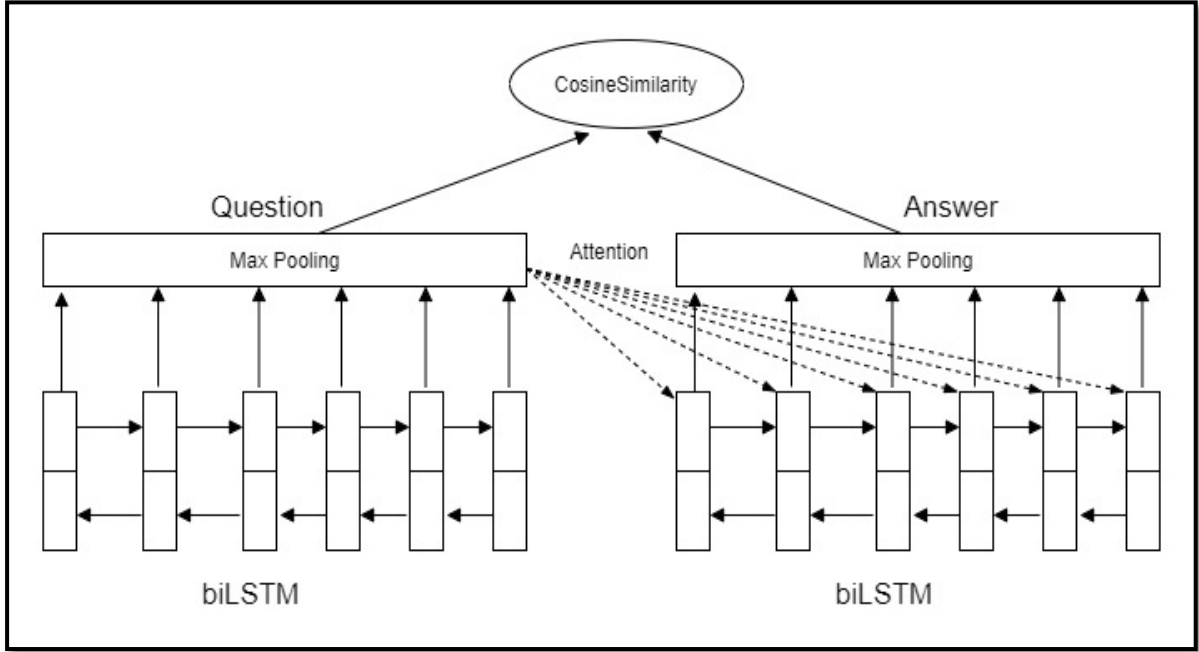 CosineSimilarity
Question
Answer
Max Pooling
Attention
Max Pooling
biLSTM
biLSTM